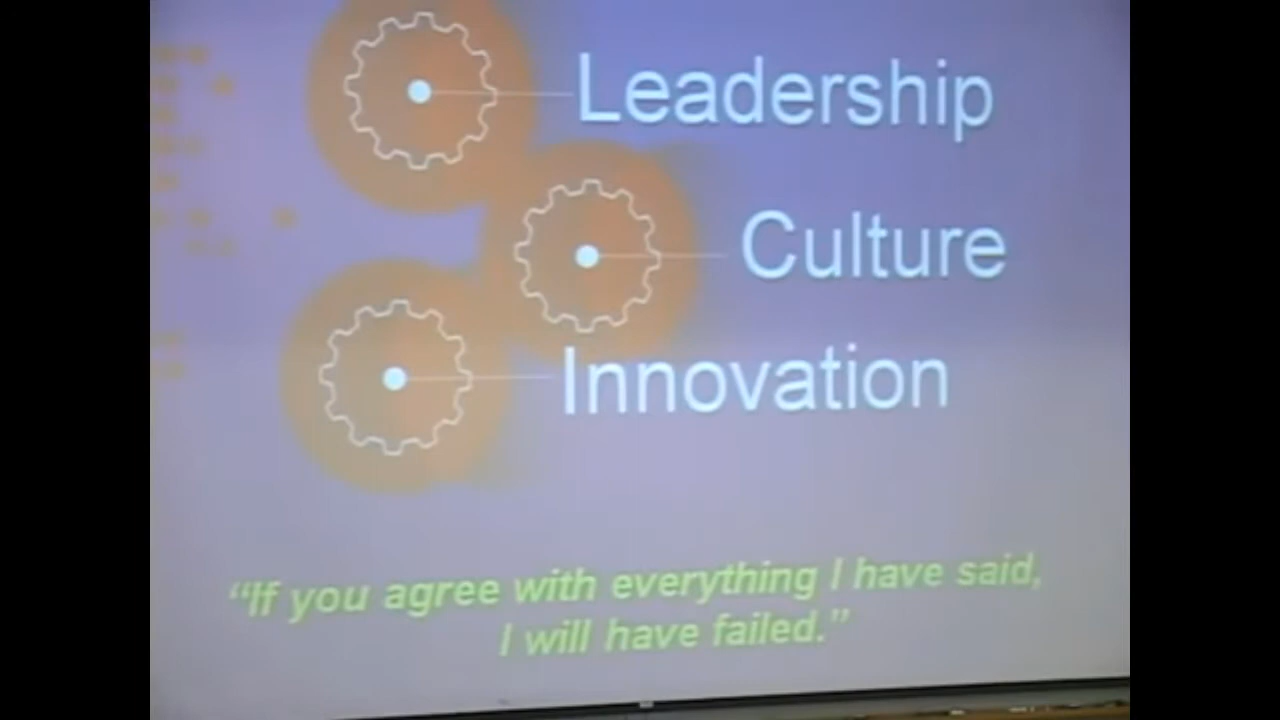 Leadership
Culture
Innovation
“If you agree with everything I have said,
I will have failed.”